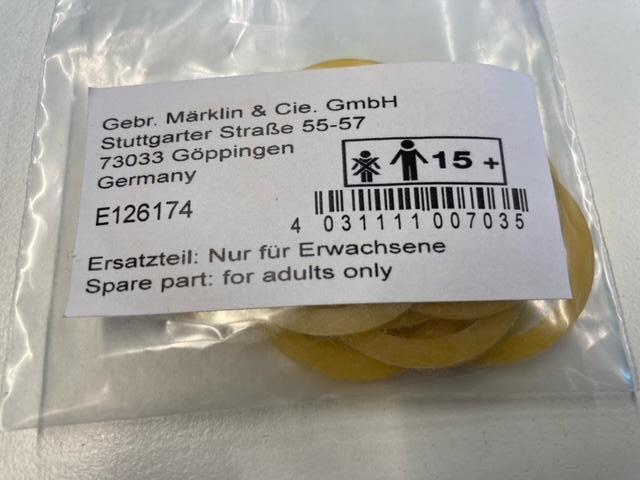 Gebr. Märklin & Cie. GmbH
Stuttgarter Straße 55-57
73033 Göppingen
Germany
15 +
E126174
4 031111 007035
Ersatzteil: Nur für Erwachsene
Spare part: for adults only